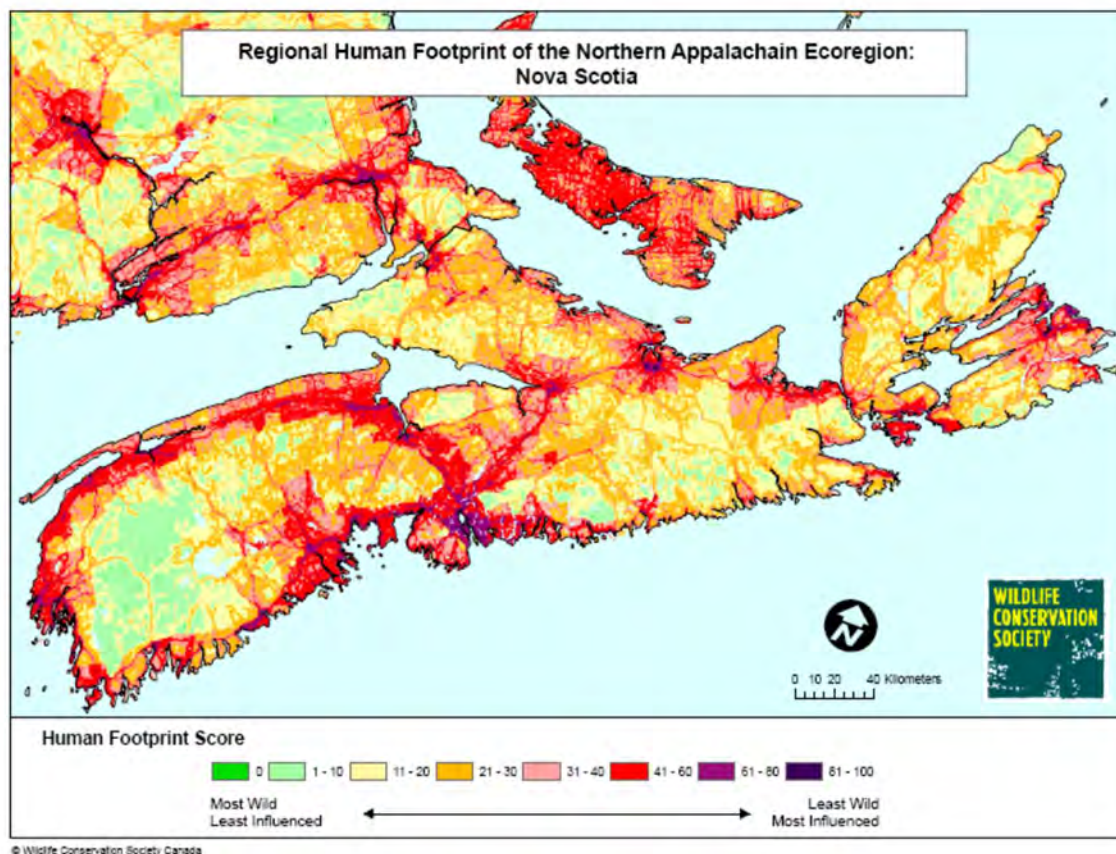 Regional Human Footprint of the Northern Appalachain Ecoregion:
Nova Scotia
N
WILDLIFE
CONSERVATION
SOCIETY
0 10 20 40 Kilometers
Human Footprint Score
0 1 - 10 11 - 20 21 - 30 31 - 40 41 - 60 61 - 80 81 - 100
Most Wild Least Wild
Least Influenced Most Influenced
© Wildlife Conservation Society Canada